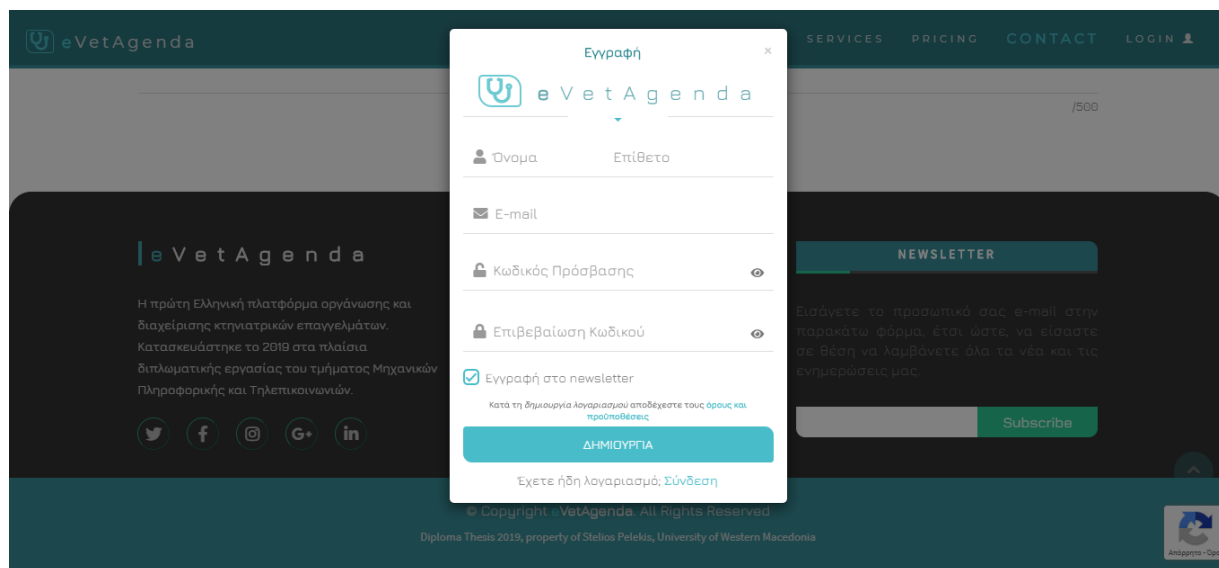 eVetAgenda
SERVICES PRICING CONTACT LOGIN
Εγγραφή ×
eVetAgenda
/500
Όνομα Επίθετο
E-mail
Κωδικός Πρόσβασης
Επιβεβαίωση Κωδικού
Εγγραφή στο newsletter
Κατά τη δημιουργία λογαριασμού αποδέχεστε τους όρους και
προϋποθέσεις
ΔΗΜΙΟΥΡΓΙΑ
Έχετε ήδη λογαριασμό; Σύνδεση
eVetAgenda
Η πρώτη Ελληνική πλατφόρμα οργάνωσης και
διαχείρισης κτηνιατρικών επαγγελμάτων.
Κατασκευάστηκε το 2019 στα πλαίσια
διπλωματικής εργασίας του τμήματος Μηχανικών
Πληροφορικής και Τηλεπικοινωνιών.
NEWSLETTER
Εισάγετε το προσωπικό σας e-mail στην
παρακάτω φόρμα, έτσι ώστε, να είσαστε
σε θέση να λαμβάνετε όλα τα νέα και τις
ενημερώσεις μας.
Subscribe
© Copyright eVetAgenda. All Rights Reserved
Diploma Thesis 2019, property of Stelios Pelekis, University of Western Macedonia
Απόρρητο -